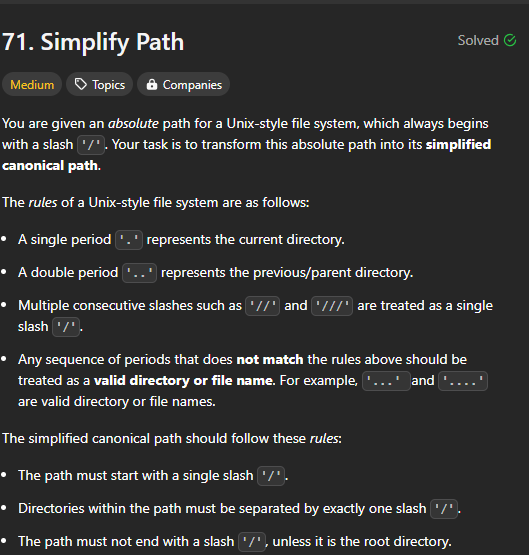 71. Simplify Path
Solved
Medium
Topics
Companies
You are given an absolute path for a Unix-style file system, which always begins
with a slash '/'. Your task is to transform this absolute path into its simplified
canonical path.
The rules of a Unix-style file system are as follows:
• A single period '.' represents the current directory.
• A double period '..' represents the previous/parent directory.
• Multiple consecutive slashes such as '//' and '///' are treated as a single
slash '/'.
• Any sequence of periods that does not match the rules above should be
treated as a valid directory or file name. For example, '...' and '....'
are valid directory or file names.
The simplified canonical path should follow these rules:
• The path must start with a single slash '/'.
• Directories within the path must be separated by exactly one slash '/'.
• The path must not end with a slash '/', unless it is the root directory.